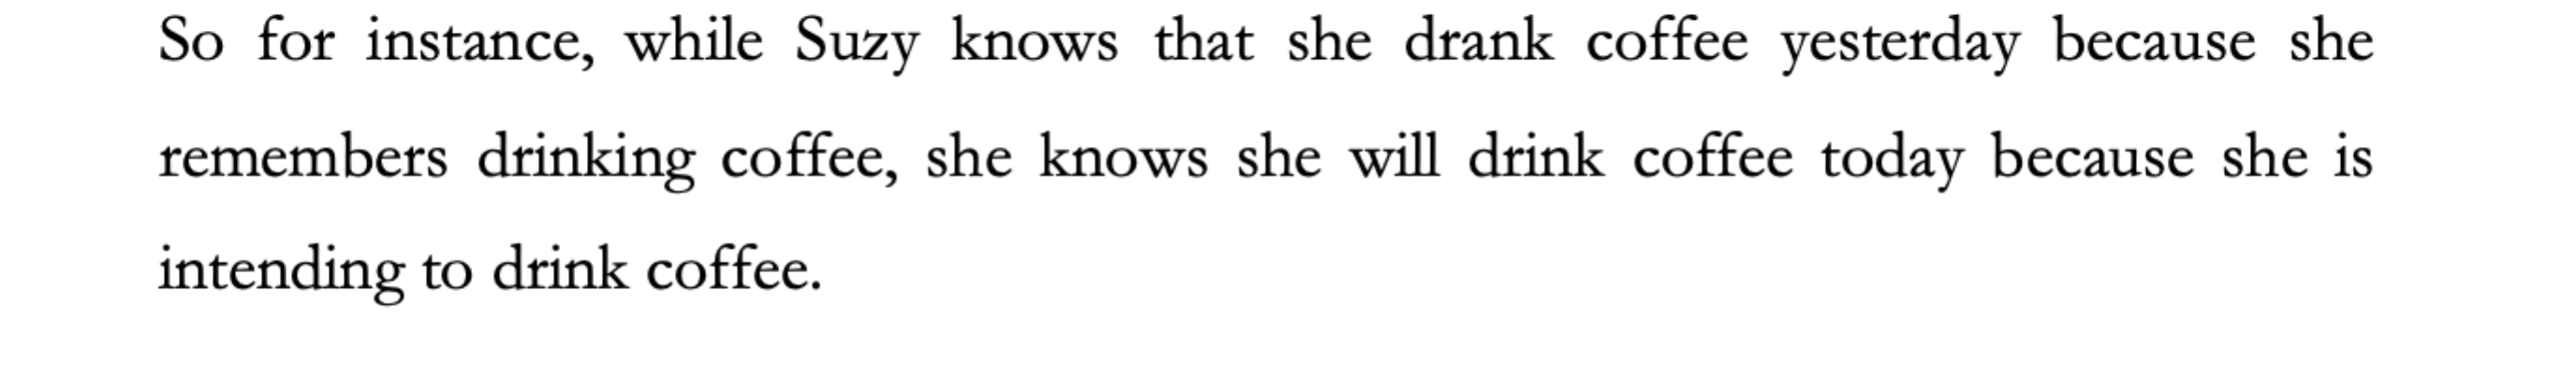 So for instance, while Suzy knows that she drank coffee yesterday because she
remembers drinking coffee, she knows she will drink coffee today because she is
intending to drink coffee.